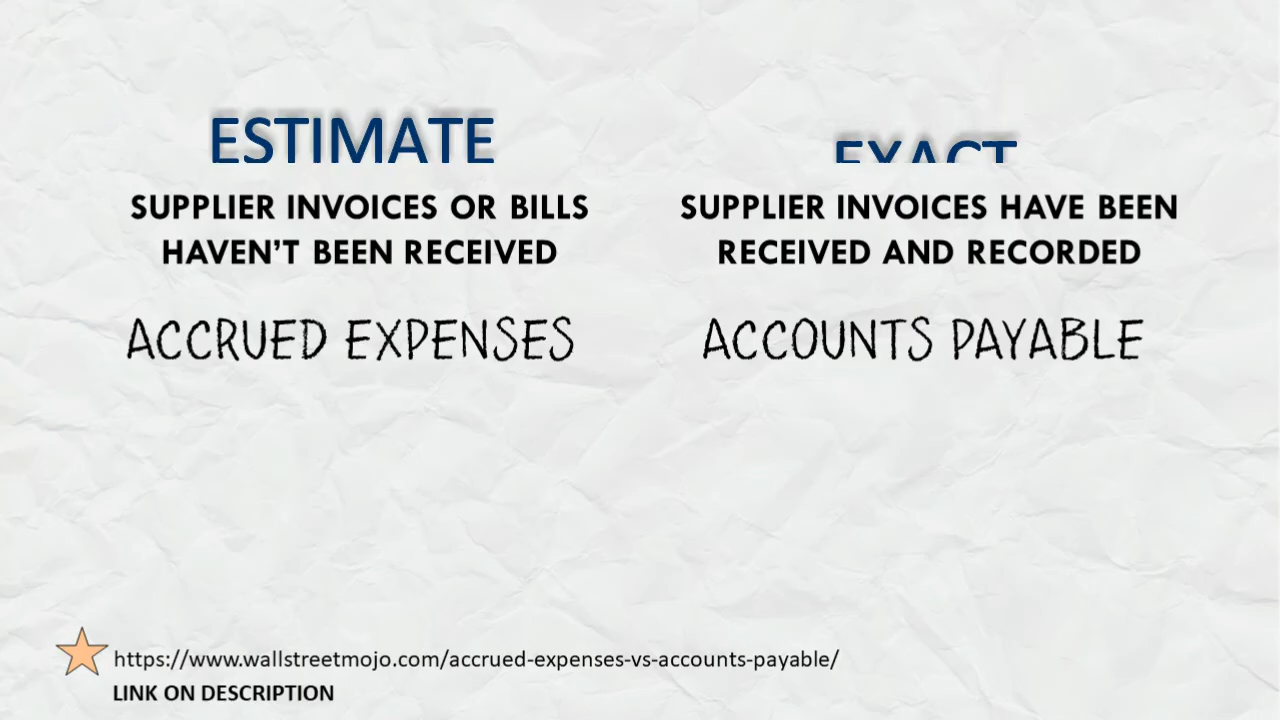 ESTIMATE
EXACT
SUPPLIER INVOICES OR BILLS
HAVEN'T BEEN RECEIVED
SUPPLIER INVOICES HAVE BEEN
RECEIVED AND RECORDED
ACCRUED EXPENSES
ACCOUNTS PAYABLE
https://www.wallstreetmojo.com/accrued-expenses-vs-accounts-payable/
LINK ON DESCRIPTION